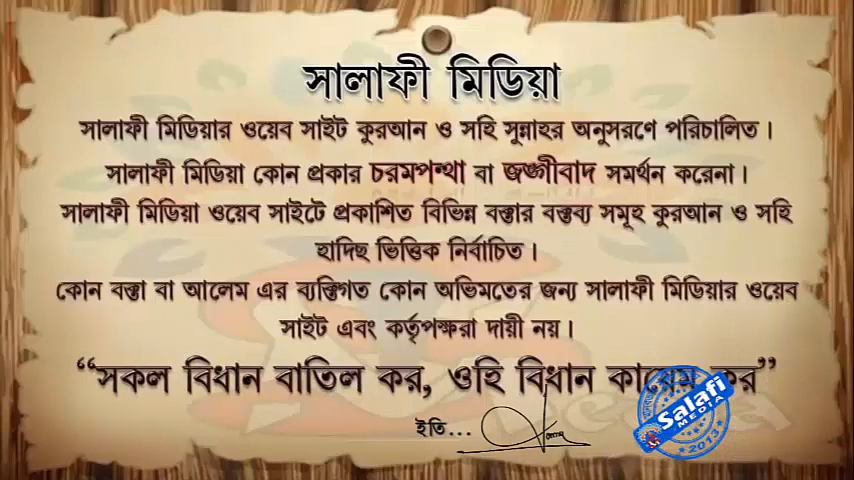 সালাফী মিডিয়া
সালাফী মিডিয়ার ওয়েব সাইট কুরআন ও সহি সুন্নাহর অনুসরণে পরিচালিত।
সালাফী মিডিয়া কোন প্রকার চরমপন্থা বা জঙ্গীবাদ সমর্থন করেনা।
সালাফী মিডিয়া ওয়েব সাইটে প্রকাশিত বিভিন্ন বক্তার বক্তব্য সমূহ কুরআন ও সহি
হাদিছ ভিত্তিক নির্বাচিত।
কোন বক্তা বা আলেম এর ব্যক্তিগত কোন অভিমতের জন্য সালাফী মিডিয়ার ওয়েব
সাইট এবং কর্তৃপক্ষরা দায়ী নয়।
“সকল বিধান বাতিল কর, ওহি বিধান কায়েম কর”
ইতি...
Salafi
MEDIA
2013